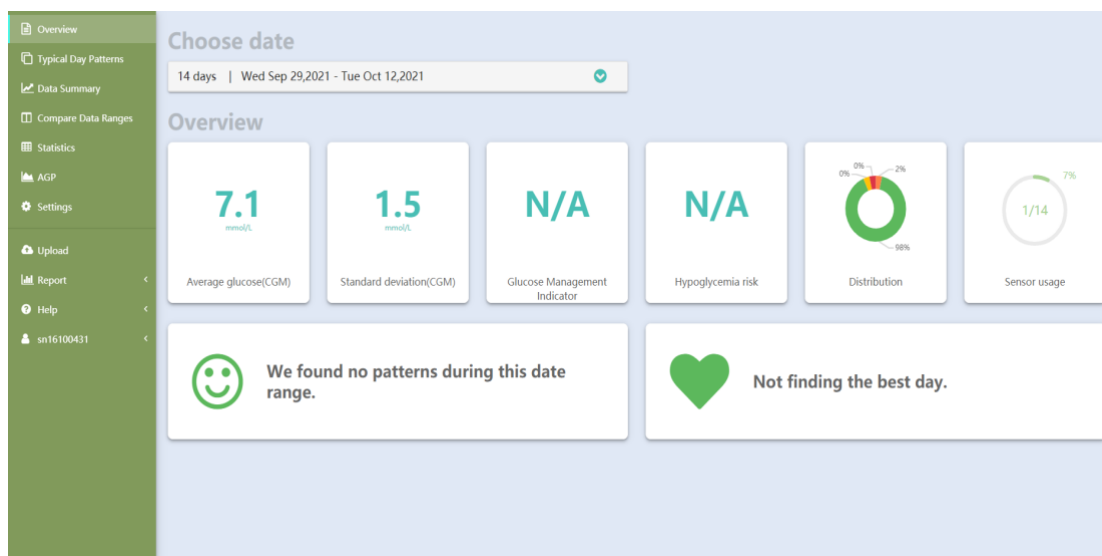 Overview
Typical Day Patterns
Data Summary
Compare Data Ranges
Statistics
AGP
Settings
Upload
Report
Help
sn16100431
Choose date
14 days | Wed Sep 29,2021 - Tue Oct 12,2021
Overview
7.1
mmol/L
Average glucose(CGM)
1.5
mmol/L
Standard deviation(CGM)
N/A
Glucose Management
Indicator
N/A
Hypoglycemia risk
0%
0%
2%
98%
Distribution
7%
1/14
Sensor usage
We found no patterns during this date
range.
Not finding the best day.